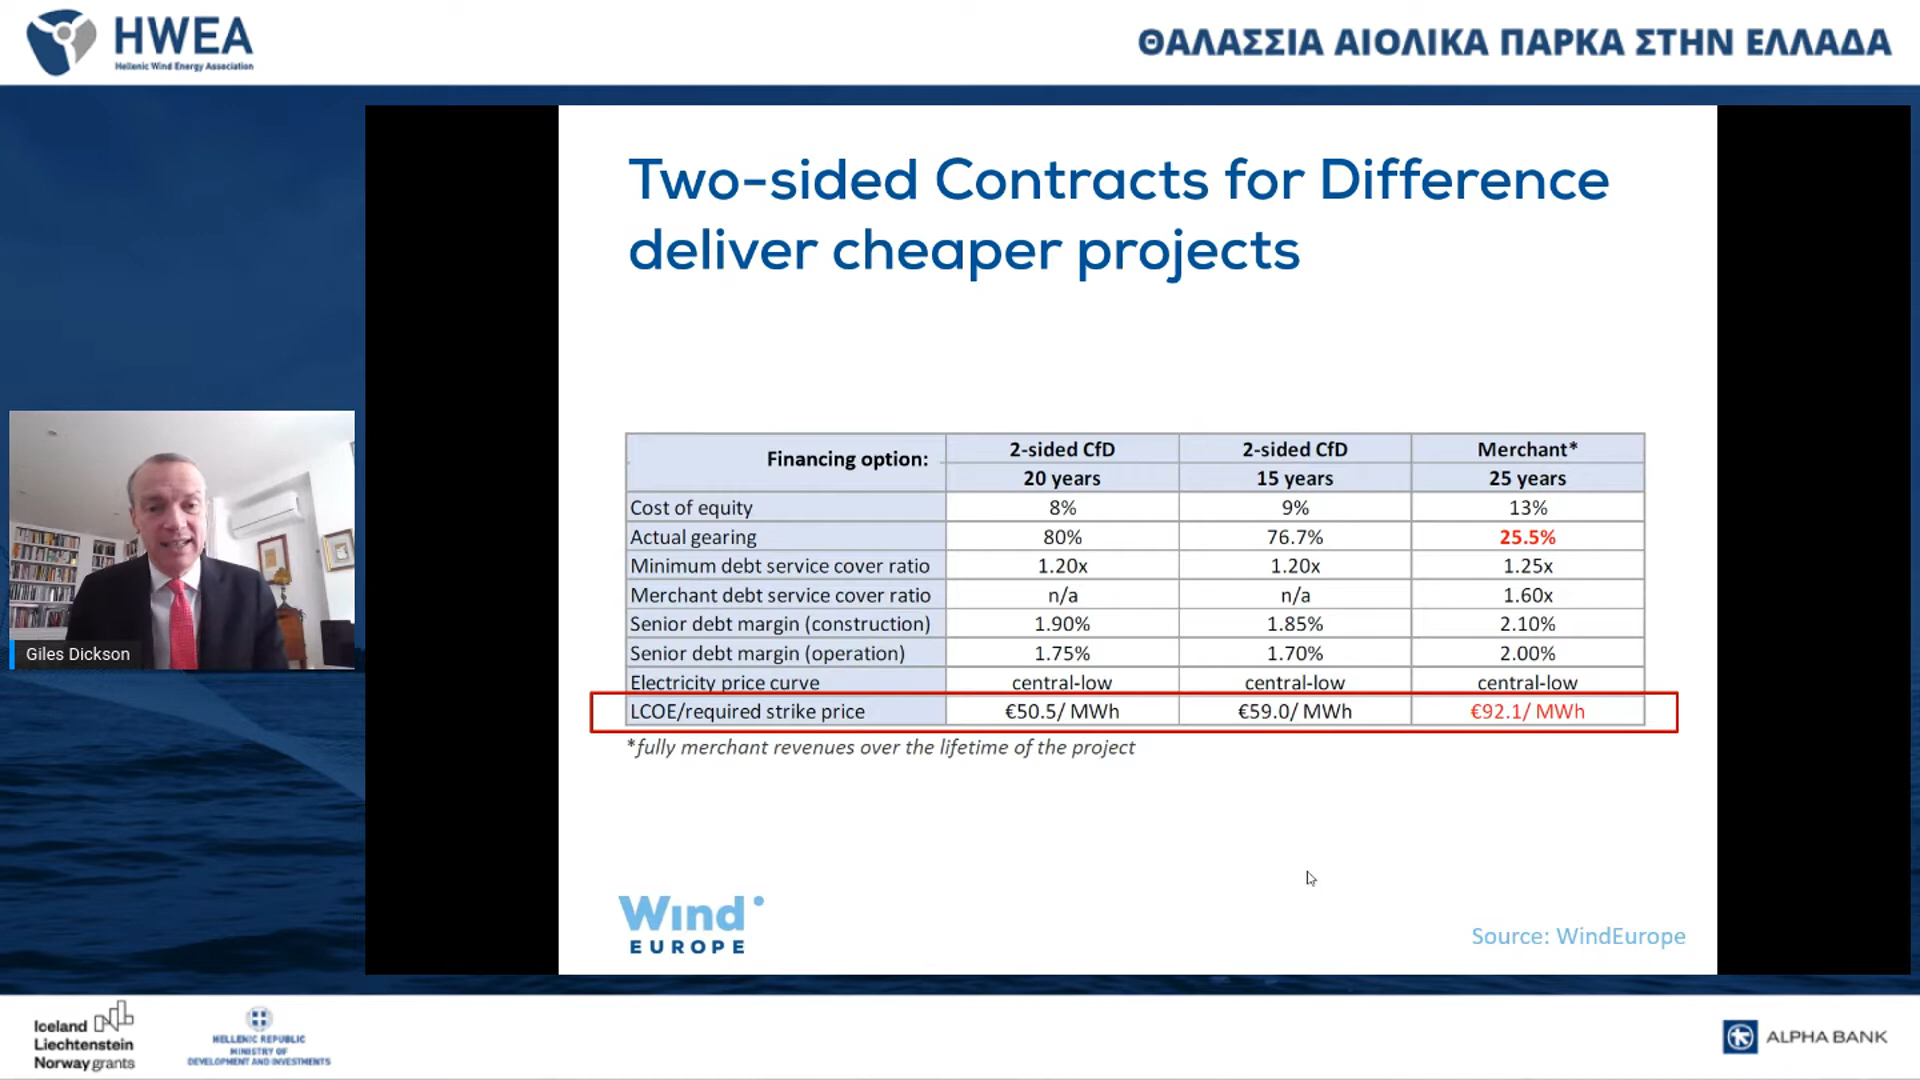 HWEA
Hellenic Wind Energy Association
ΘΑΛΑΣΣΙΑ ΑΙΟΛΙΚΑ ΠΑΡΚΑ ΣΤΗΝ ΕΛΛΑΔΑ
Two-sided Contracts for Difference
deliver cheaper projects
Financing option: 2-sided CfD 2-sided CfD Merchant*
20 years 15 years 25 years
Cost of equity 8% 9% 13%
Actual gearing 80% 76.7% 25.5%
Minimum debt service cover ratio 1.20x 1.20x 1.25x
Merchant debt service cover ratio n/a n/a 1.60x
Senior debt margin (construction) 1.90% 1.85% 2.10%
Senior debt margin (operation) 1.75% 1.70% 2.00%
Electricity price curve central-low central-low central-low
LCOE/required strike price €50.5/ MWh €59.0/ MWh €92.1/ MWh
*fully merchant revenues over the lifetime of the project
Giles Dickson
Wind
EUROPE
Source: WindEurope
Iceland
Liechtenstein
Norway grants
HELLENIC REPUBLIC
MINISTRY OF
DEVELOPMENT AND INVESTMENTS
ALPHA BANK